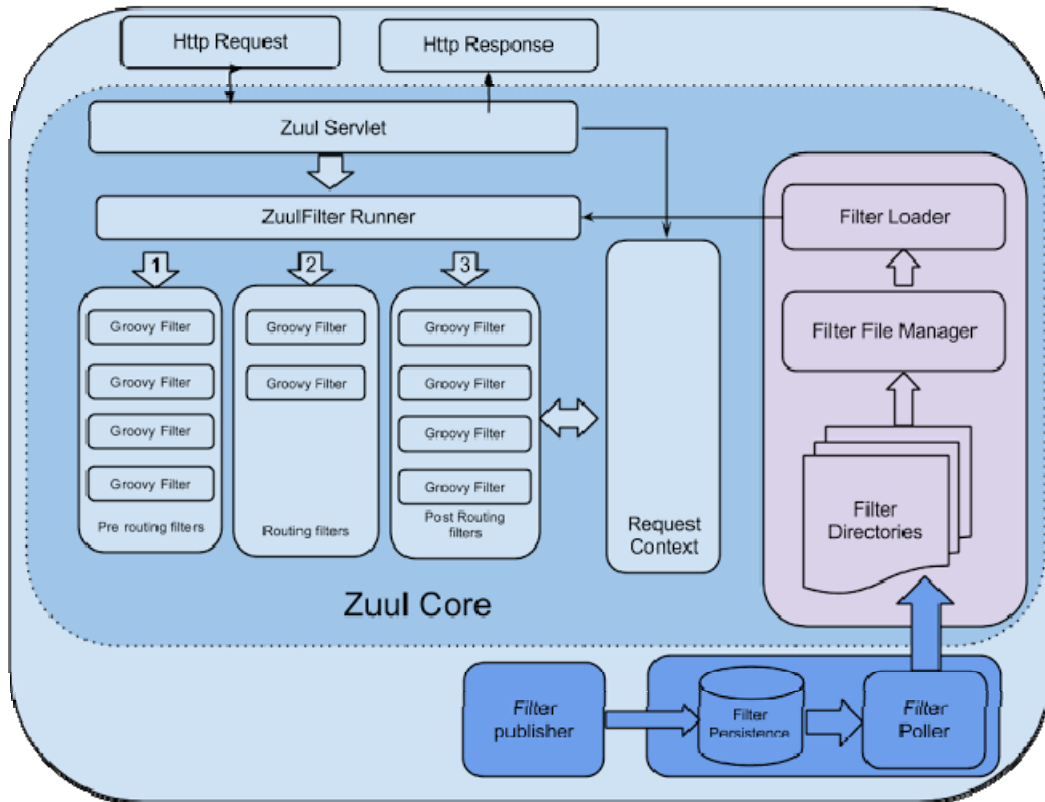 Http Request
Http Response
Zuul Servlet
ZuulFilter Runner
Filter Loader
1
2
3
Groovy Filter
Groovy Filter
Groovy Filter
Groovy Filter
Pre routing filters
Groovy Filter
Groovy Filter
Routing filters
Groovy Filter
Groovy Filter
Groovy Filter
Groovy Filter
Post Routing
filters
Request
Context
Filter File Manager
Filter
Directories
Zuul Core
Filter
publisher
Filter
Persistence
Filter
Poller